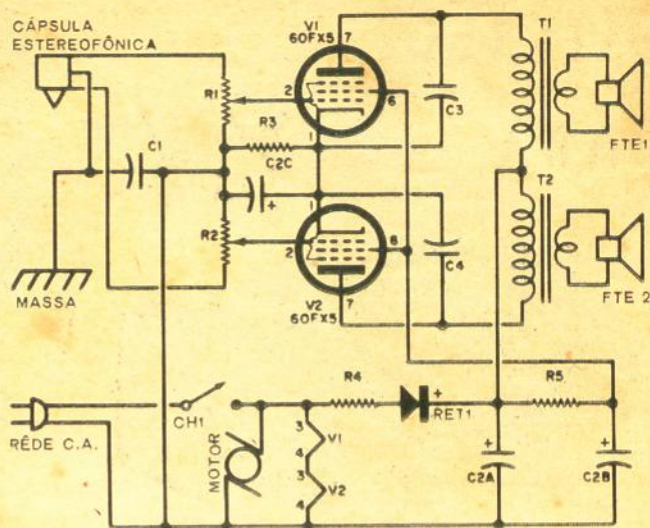 CÁPSULA
ESTEREOFÔNICA
V1
60FX5
7
T1
R1
2
6
R3
C3
C1
1
C2C
FTE1
+
1
T2
R2
2
6
C4
MASSA
V2
60FX5
7
FTE 2
R4
R5
+
RET1
CH1
RÊDE C.A.
MOTOR
3
V1
4
3
V2
4
+
C2A
+
C2B